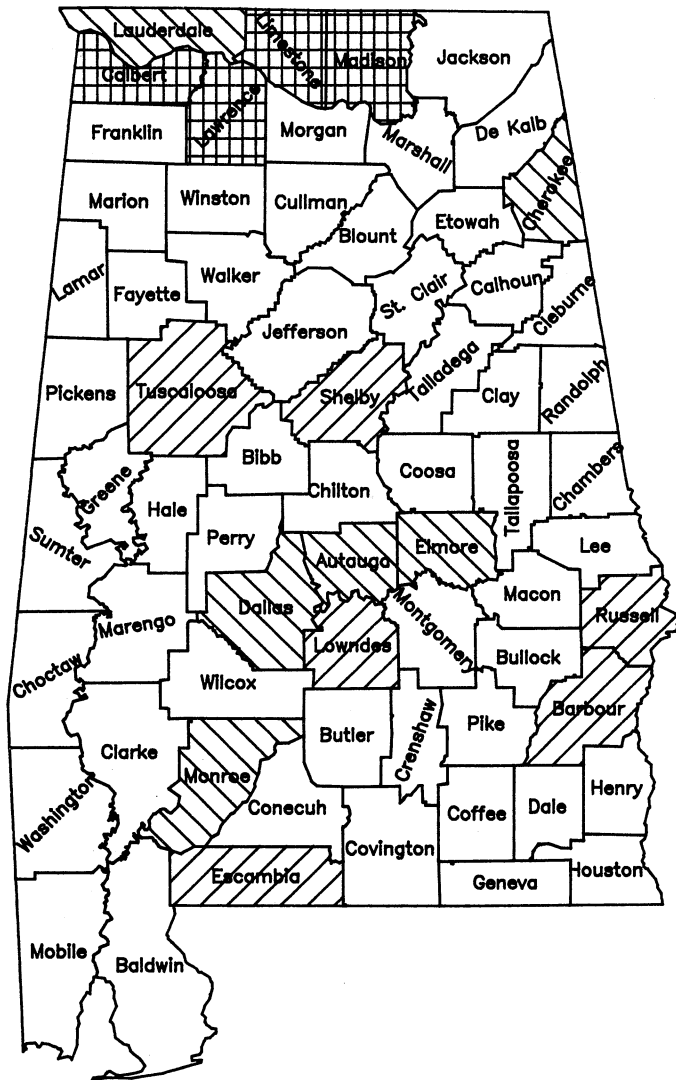 Lauderdale
Limestone
Madison
Jackson
Calbert
Lawrence
Franklin
Morgan
Marshall
De Kalb
Cherokee
Marion
Winston
Cullman
Blount
Etowah
Lamar
Fayette
Walker
Jefferson
St. Clair
Calhoun
Cleburne
Pickens
Tuscaloosa
Shelby
Talladega
Clay
Randolph
Greene
Hale
Bibb
Chilton
Coosa
Tallapoosa
Chambers
Sumter
Perry
Autauga
Elmore
Lee
Marengo
Dallas
Lowndes
Montgomery
Macon
Russell
Choctaw
Wilcox
Bullock
Clarke
Butler
Crenshaw
Pike
Barbour
Washington
Monroe
Conecuh
Covington
Coffee
Dale
Henry
Escambia
Geneva
Houston
Mobile
Baldwin